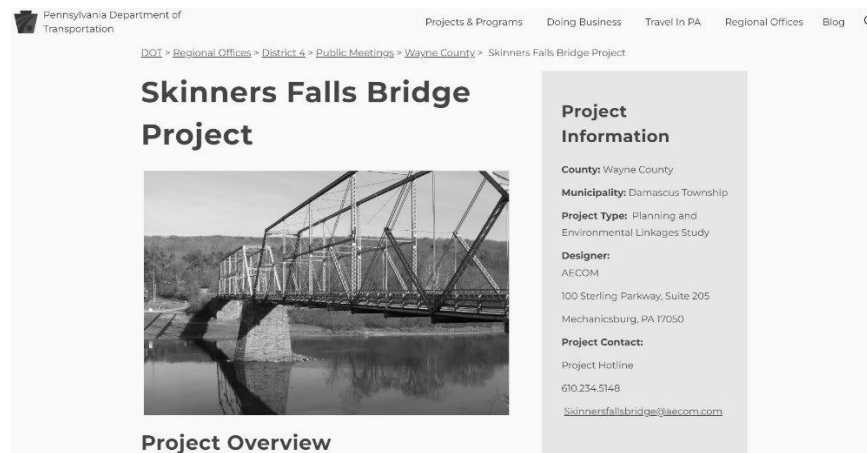 Pennsylvania Department of
Transportation
Projects & Programs Doing Business Travel In PA Regional Offices Blog
DOT > Regional Offices > District 4 > Public Meetings > Wayne County > Skinners Falls Bridge Project
Skinners Falls Bridge
Project
Project Overview
Project
Information
County: Wayne County
Municipality: Damascus Township
Project Type: Planning and
Environmental Linkages Study
Designer:
AECOM
100 Sterling Parkway, Suite 205
Mechanicsburg, PA 17050
Project Contact:
Project Hotline
610.234.5148
Skinnersfallsbridge@aecom.com